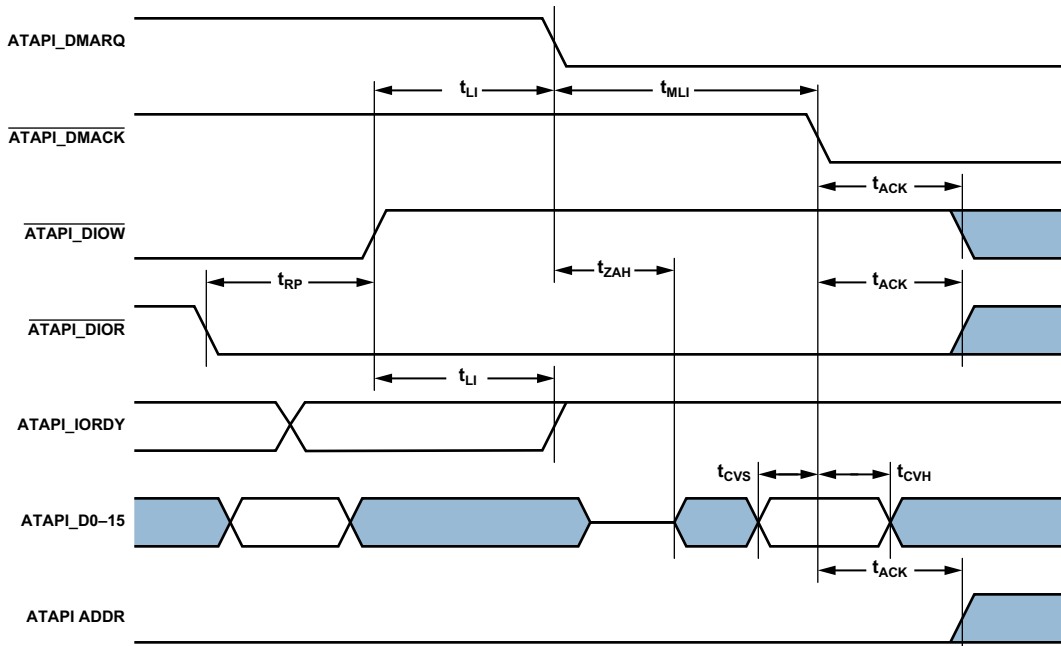 ATAPI_DMARQ
tLI
tMLI
ATAPI_DMACK
tACK
ATAPI_DIOW
tZAH
tRP
tACK
ATAPI_DIOR
tLI
ATAPI_IORDY
tCVS
tCVH
ATAPI_D0–15
tACK
ATAPI ADDR